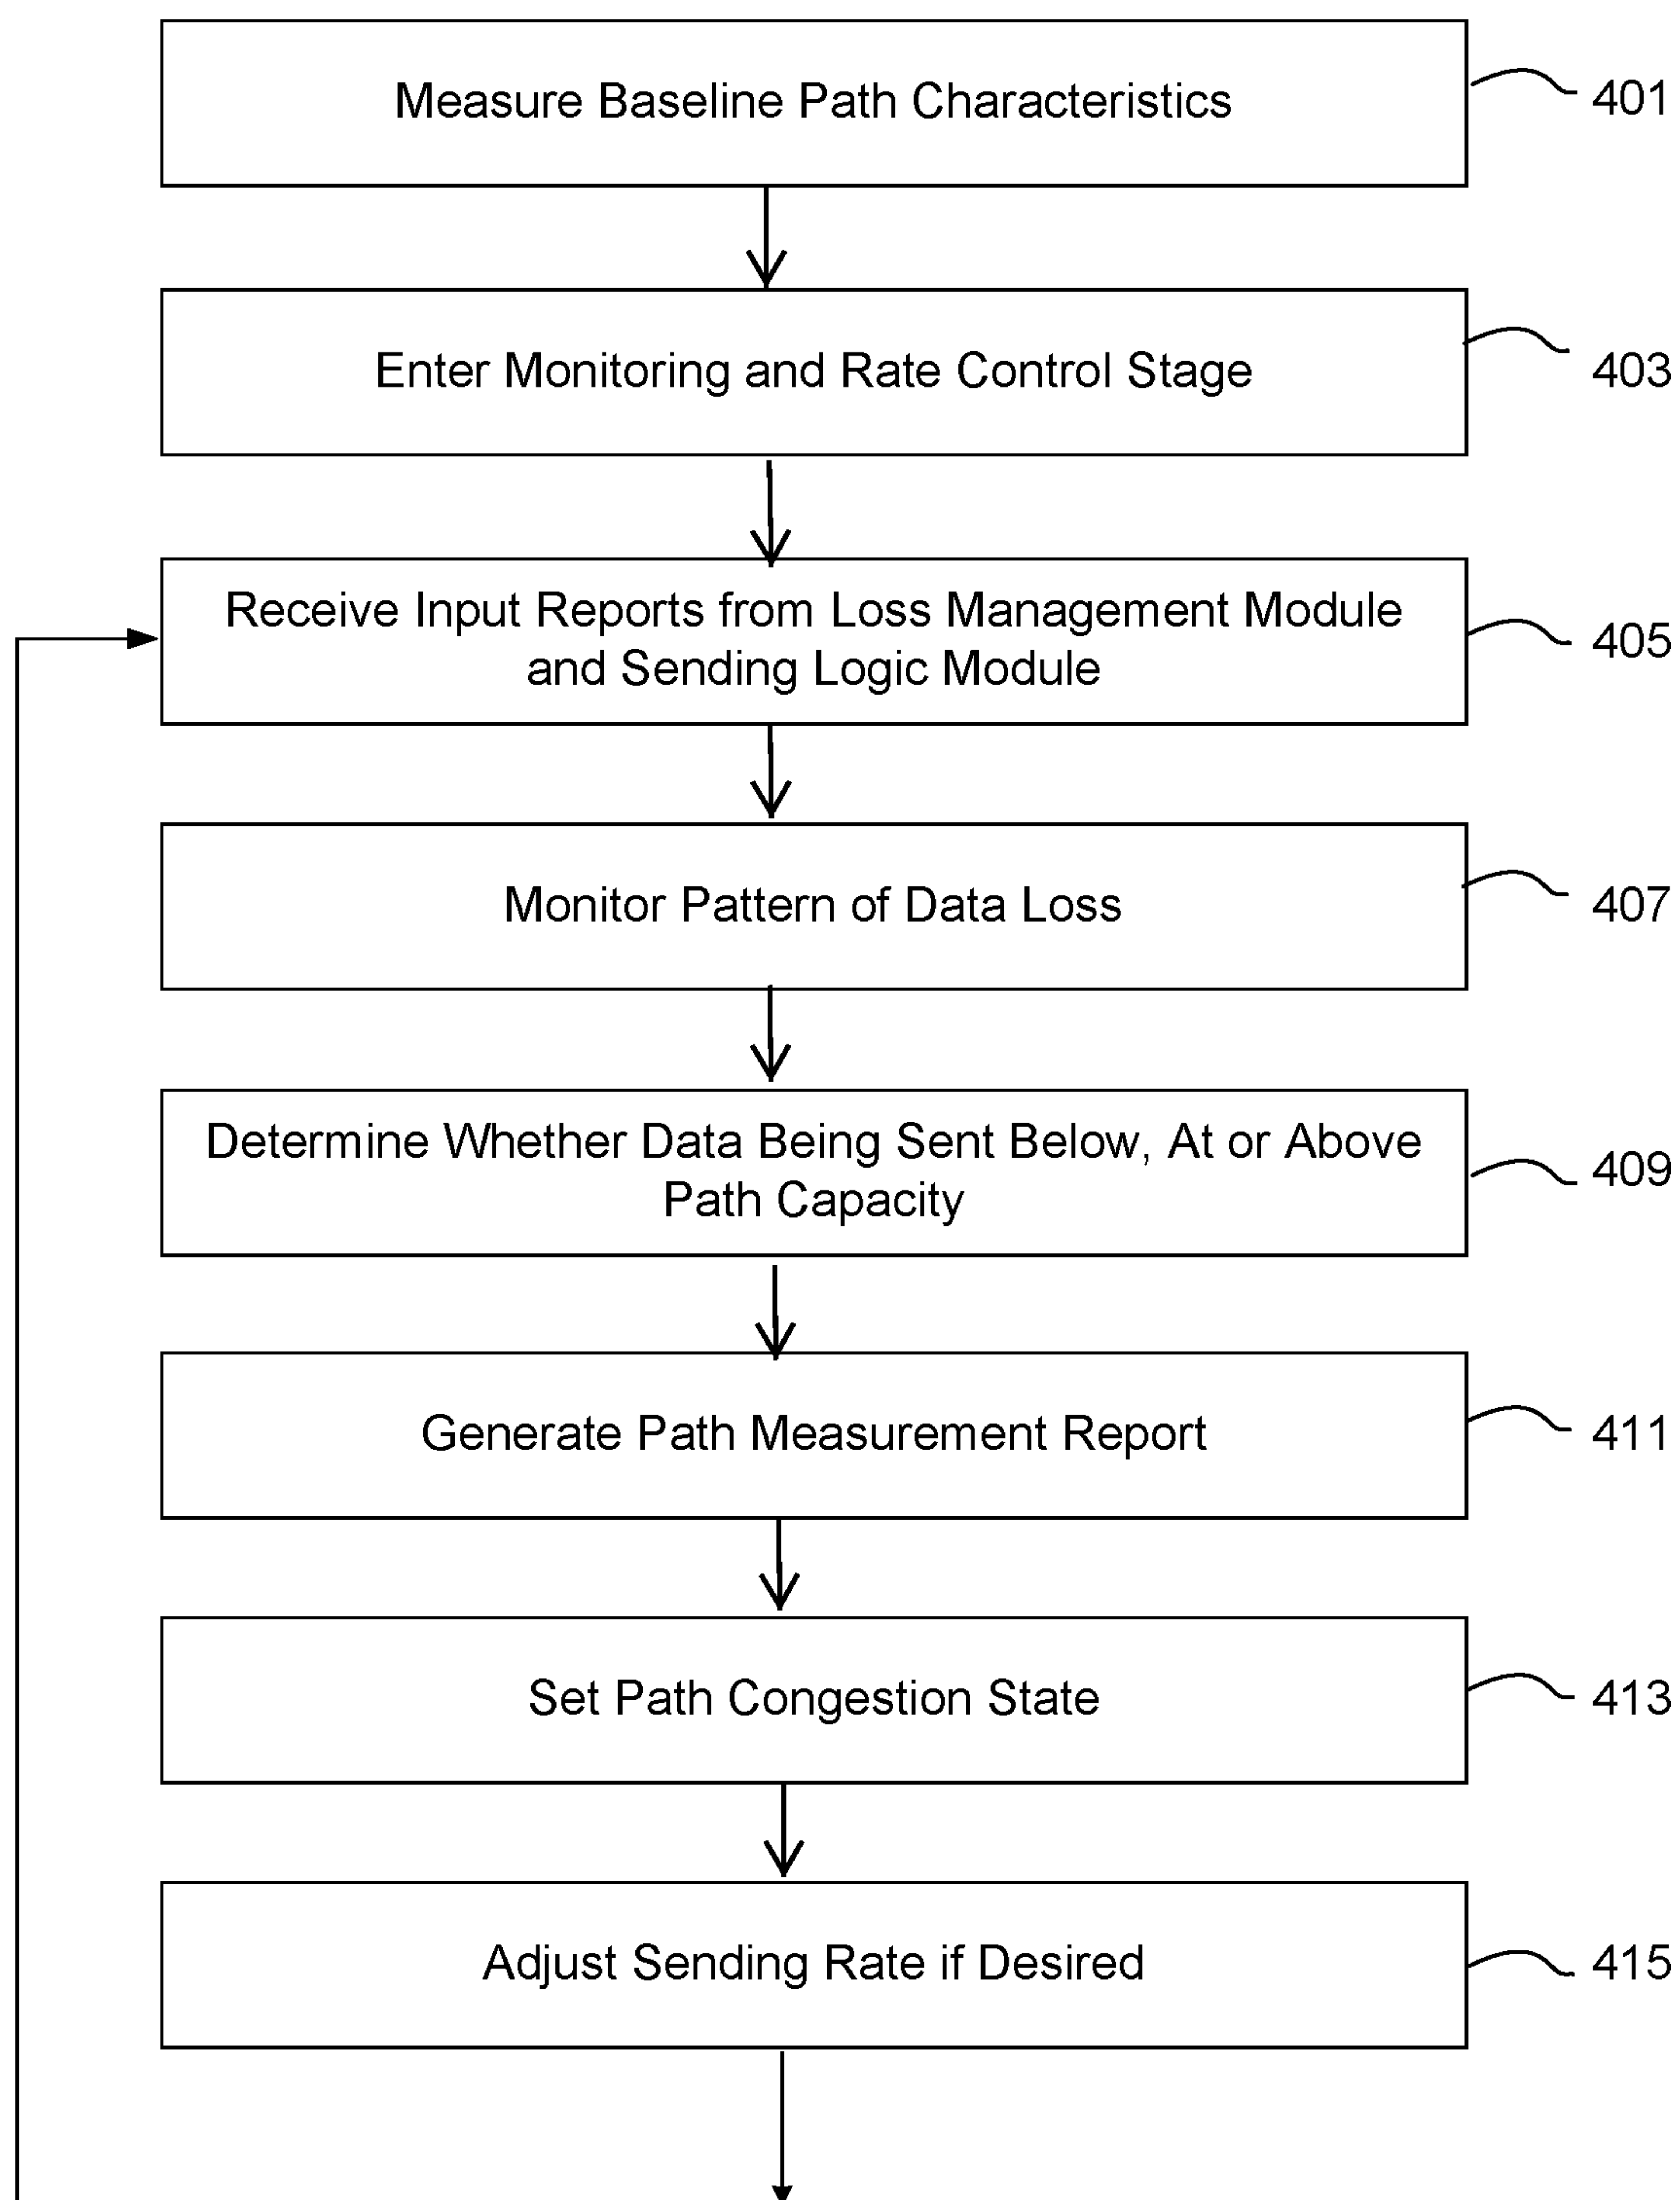 Measure Baseline Path Characteristics
401
Enter Monitoring and Rate Control Stage
403
Receive Input Reports from Loss Management Module
and Sending Logic Module
405
Monitor Pattern of Data Loss
407
Determine Whether Data Being Sent Below, At or Above
Path Capacity
409
Generate Path Measurement Report
411
Set Path Congestion State
413
Adjust Sending Rate if Desired
415